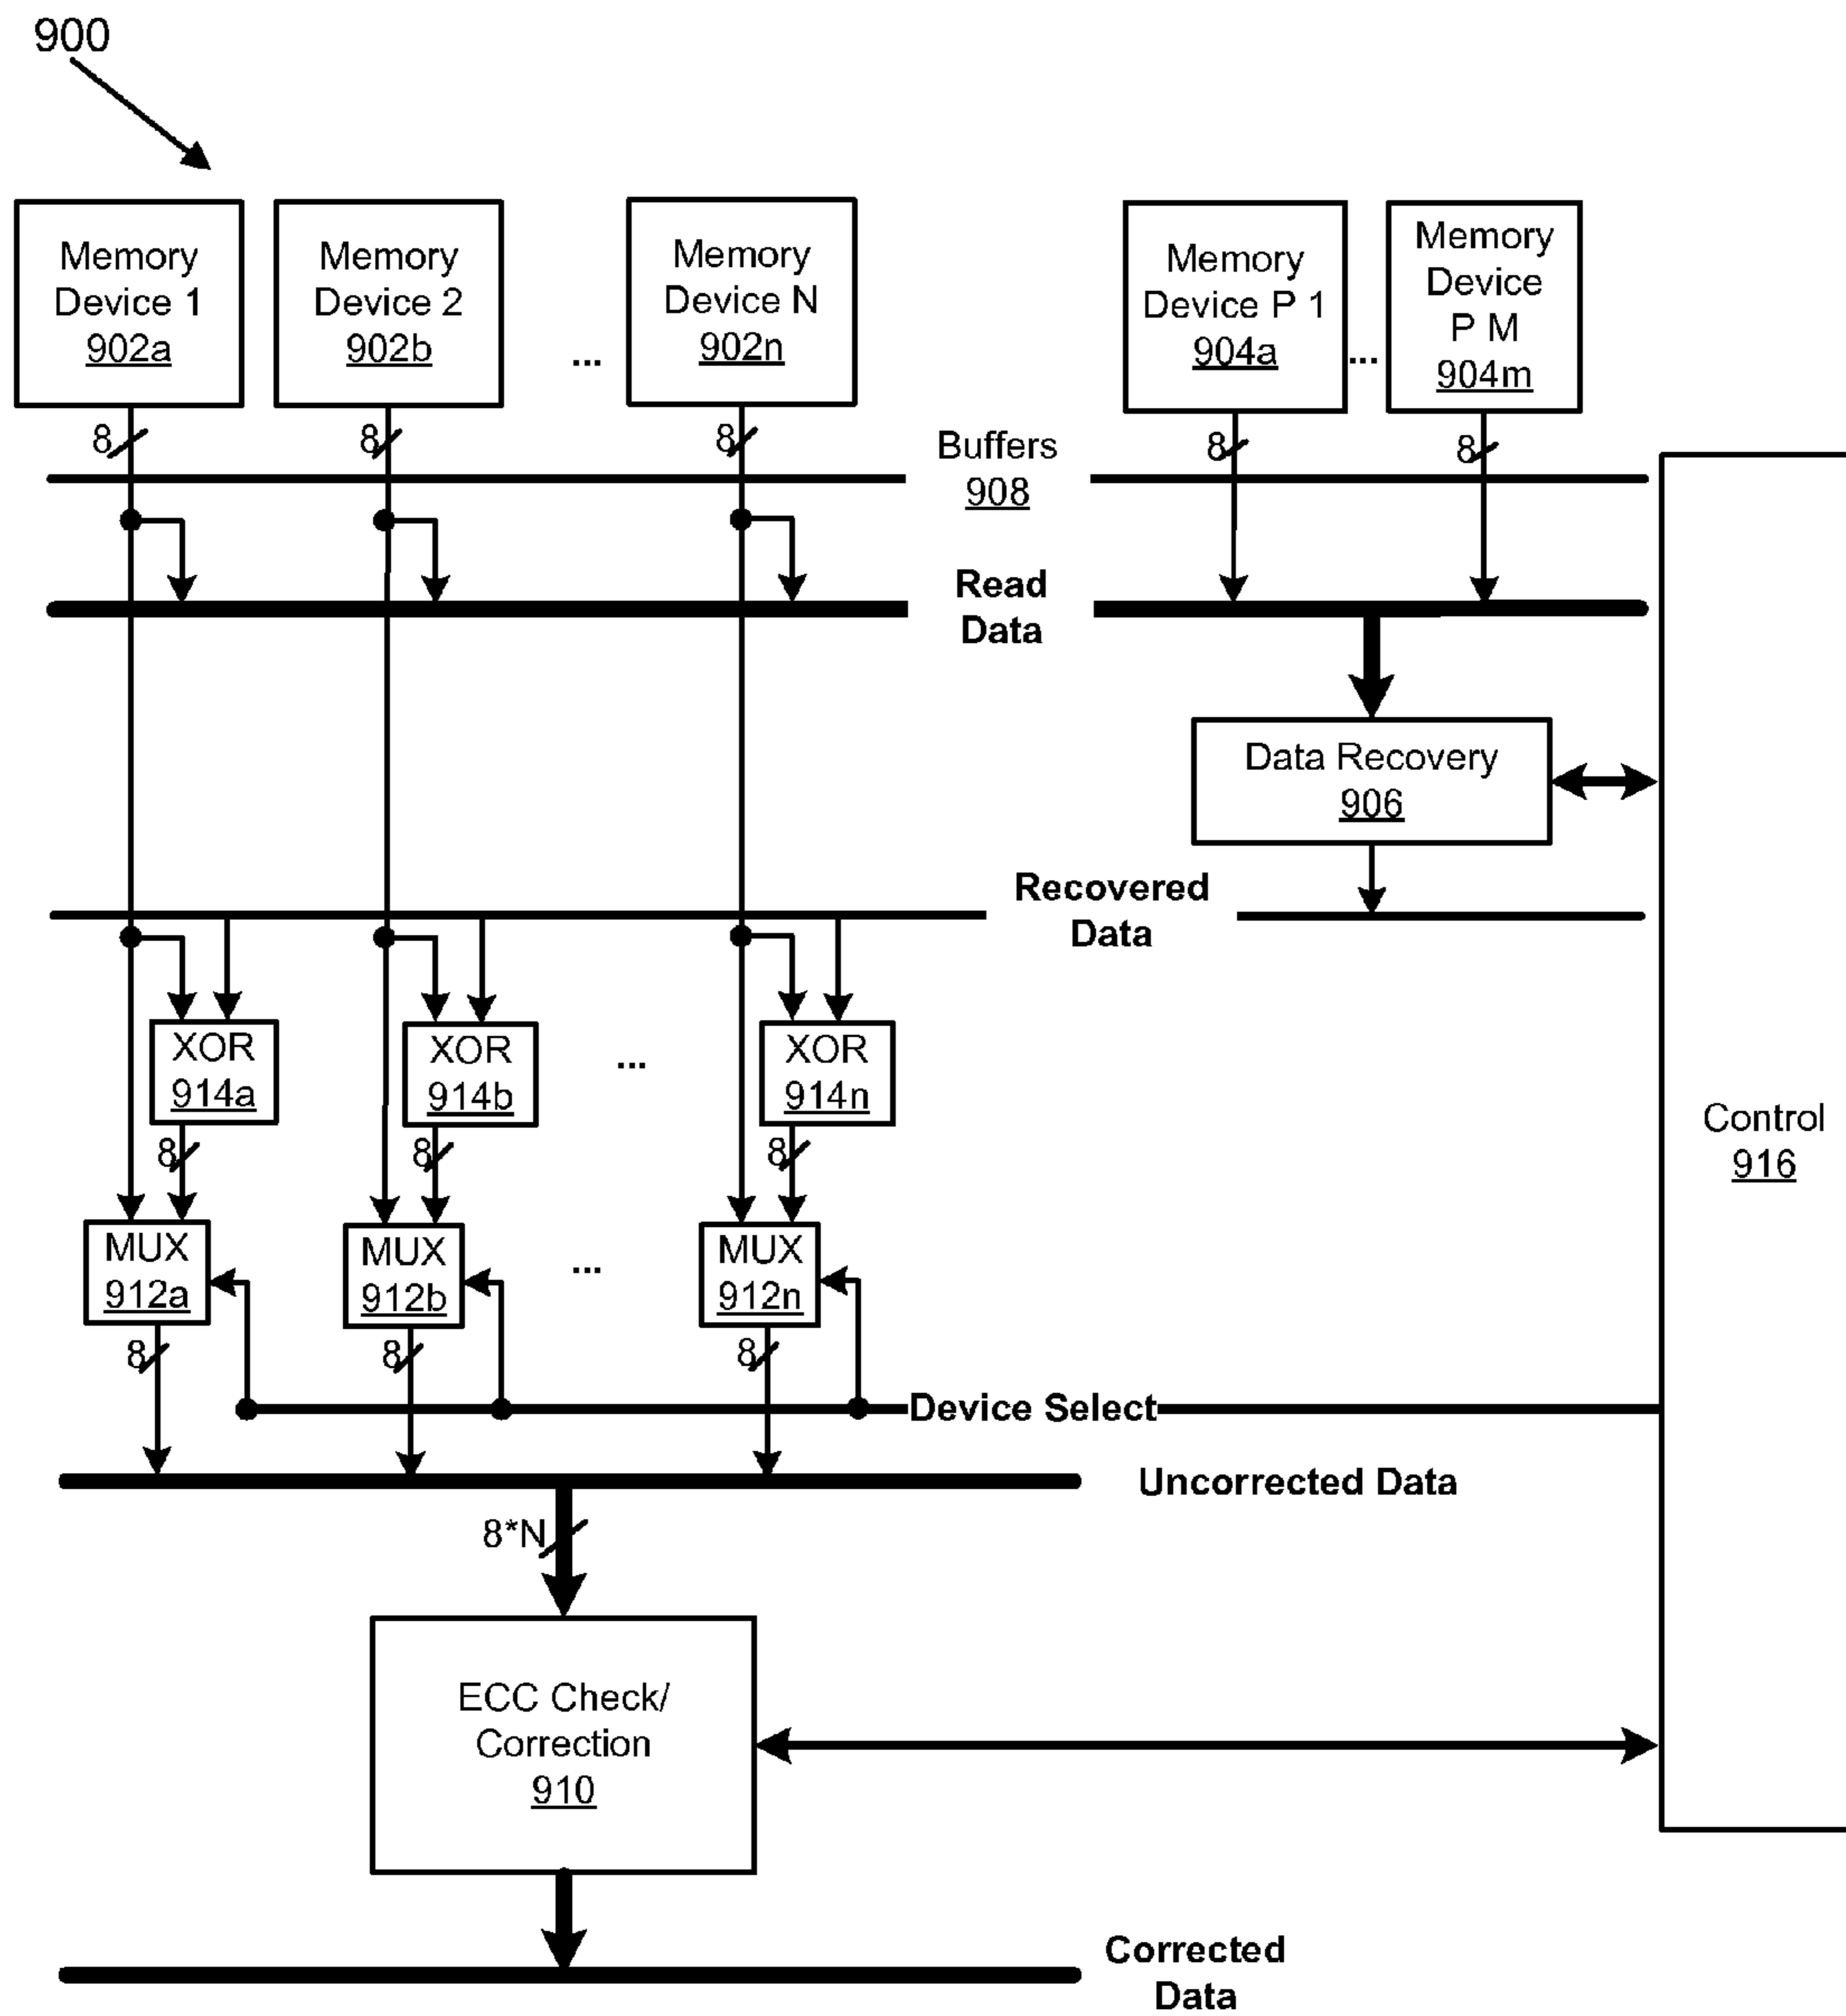 900
Memory
Device 1
902a
Memory
Device 2
902b
...
Memory
Device N
902n
Memory
Device P 1
904a
...
Memory
Device
P M
904m
8
8
8
8
8
Buffers
908
Read
Data
Data Recovery
906
Recovered
Data
XOR
914a
XOR
914b
...
XOR
914n
Control
916
8
8
8
MUX
912a
MUX
912b
...
MUX
912n
8
8
8
Device Select
Uncorrected Data
8*N
ECC Check/
Correction
910
Corrected
Data